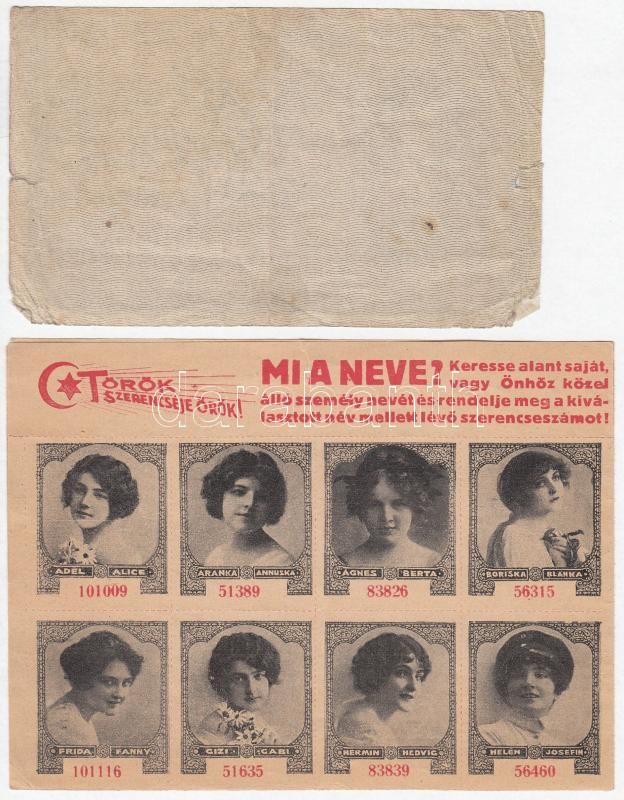 TÖRÖK
SZERENCSÉJE ÖRÖK!
MI A NEVE? Keresse alant saját,
vagy Önhöz közel
álló személy nevét és rendelje meg a kivá-
lasztott név mellett lévő szerencseszámot!
ADÉL ALICE
ARANKA ANNUSKA
ÁGNES BERTA
BORISKA BLANKA
101009
51389
83826
56315
FRIDA FANNY
GIZI GABI
HERMIN HEDVIG
HELÉN JOSEFIN
101116
51635
83839
56460
darabanth